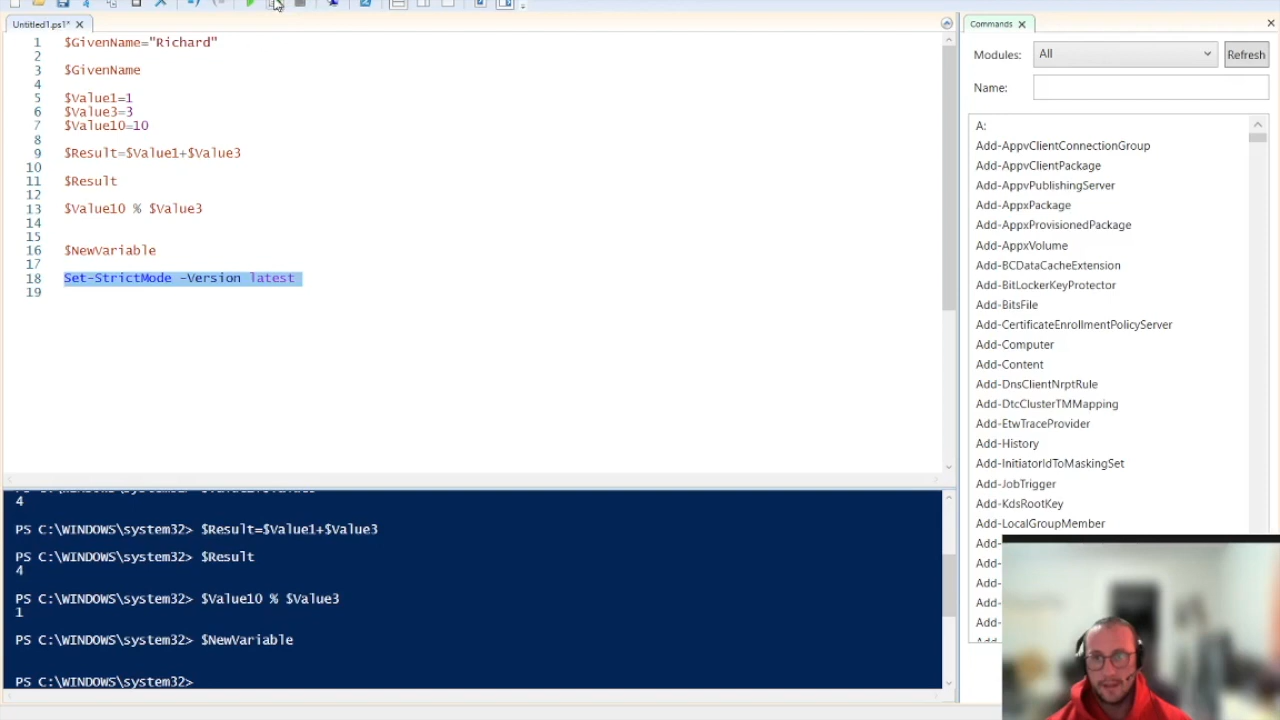 Untitled1.ps1*
1 $GivenName="Richard"
2
3 $GivenName
4
5 $Value1=1
6 $Value3=3
7 $Value10=10
8
9 $Result=$Value1+$Value3
10
11 $Result
12
13 $Value10 % $Value3
14
15
16 $NewVariable
17
18 Set-StrictMode -Version latest
19
4
PS C:\WINDOWS\system32> $Result=$Value1+$Value3
PS C:\WINDOWS\system32> $Result
4
PS C:\WINDOWS\system32> $Value10 % $Value3
1
PS C:\WINDOWS\system32> $NewVariable
PS C:\WINDOWS\system32>
Commands
Modules: All Refresh
Name:
A:
Add-AppvClientConnectionGroup
Add-AppvClientPackage
Add-AppvPublishingServer
Add-AppxPackage
Add-AppxProvisionedPackage
Add-AppxVolume
Add-BCDataCacheExtension
Add-BitLockerKeyProtector
Add-BitsFile
Add-CertificateEnrollmentPolicyServer
Add-Computer
Add-Content
Add-DnsClientNrptRule
Add-DtcClusterTMMapping
Add-EtwTraceProvider
Add-History
Add-InitiatorIdToMaskingSet
Add-JobTrigger
Add-KdsRootKey
Add-LocalGroupMember
Add-
Add-
Add-
Add-
Add-